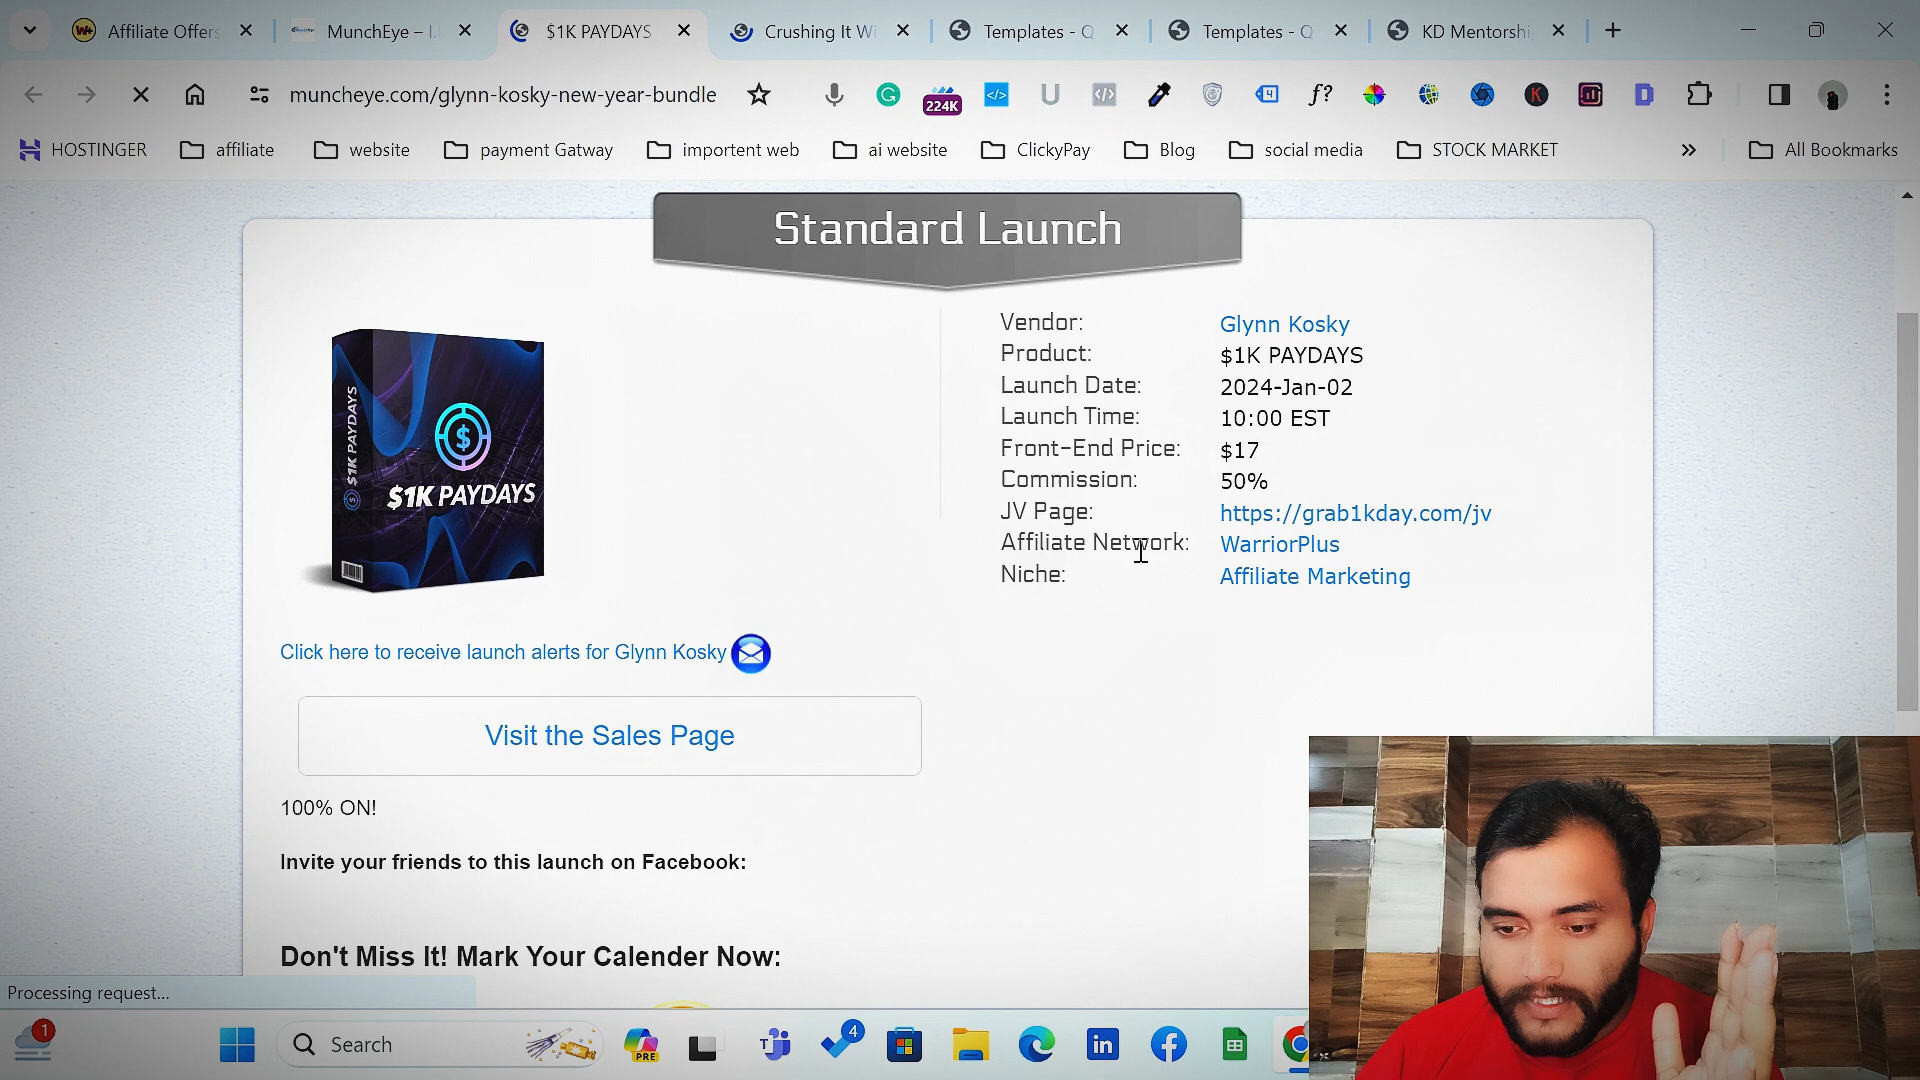 Affiliate Offers
MunchEye –
$1K PAYDAYS
Crushing It Wi
Templates - Q
Templates - Q
KD Mentorshi
muncheye.com/glynn-kosky-new-year-bundle
224K
f?
HOSTINGER
affiliate
website
payment Gatway
importent web
ai website
ClickyPay
Blog
social media
STOCK MARKET
»
All Bookmarks
Standard Launch
$1K PAYDAYS
$
$1K PAYDAYS
Vendor: Glynn Kosky
Product: $1K PAYDAYS
Launch Date: 2024-Jan-02
Launch Time: 10:00 EST
Front-End Price: $17
Commission: 50%
JV Page: https://grab1kday.com/jv
Affiliate Network: WarriorPlus
Niche: Affiliate Marketing
Click here to receive launch alerts for Glynn Kosky
Visit the Sales Page
100% ON!
Invite your friends to this launch on Facebook:
Don't Miss It! Mark Your Calender Now:
Processing request...
1
Search
PRE
4